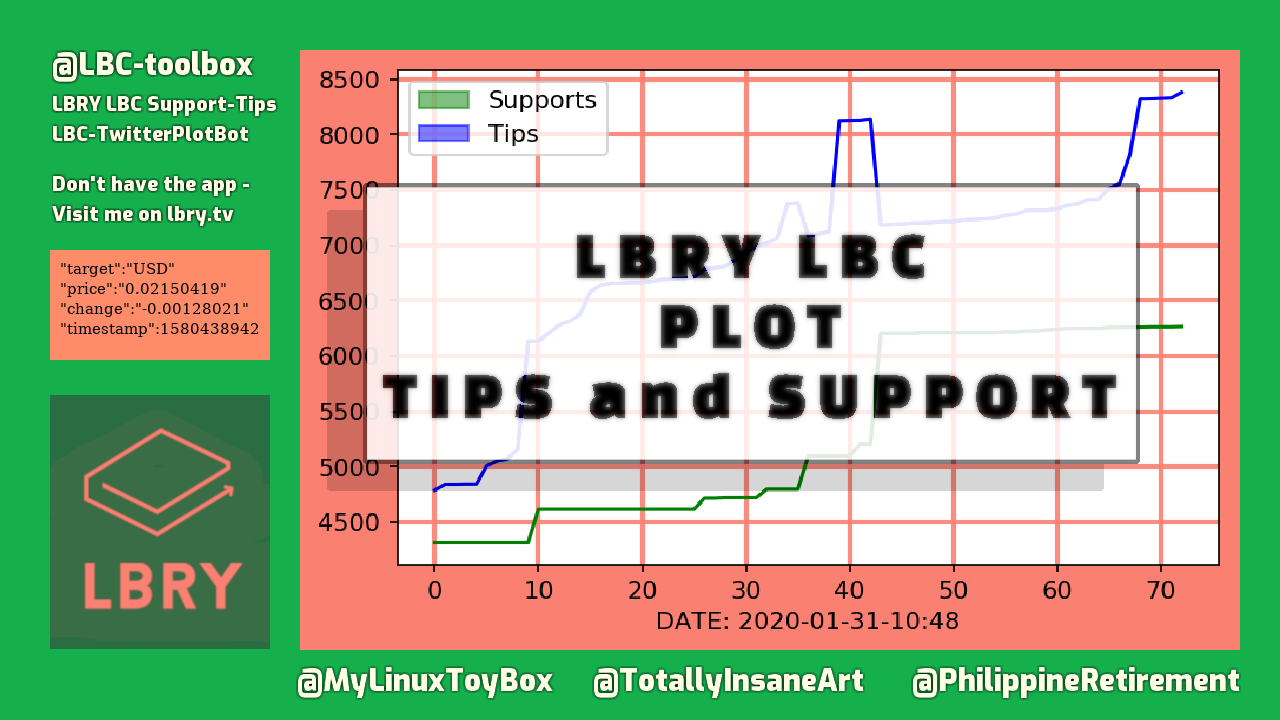 @LBC-toolbox
LBRY LBC Support-Tips
LBC-TwitterPlotBot
Don't have the app -
Visit me on lbry.tv
"target":"USD"
"price":"0.02150419"
"change":"-0.00128021"
"timestamp":1580438942
LBRY
8500
8000
7500
7000
6500
6000
5500
5000
4500
Supports
Tips
LBRY LBC
PLOT
TIPS and SUPPORT
0 10 20 30 40 50 60 70
DATE: 2020-01-31-10:48
@MyLinuxToyBox @TotallyInsaneArt @PhilippineRetirement